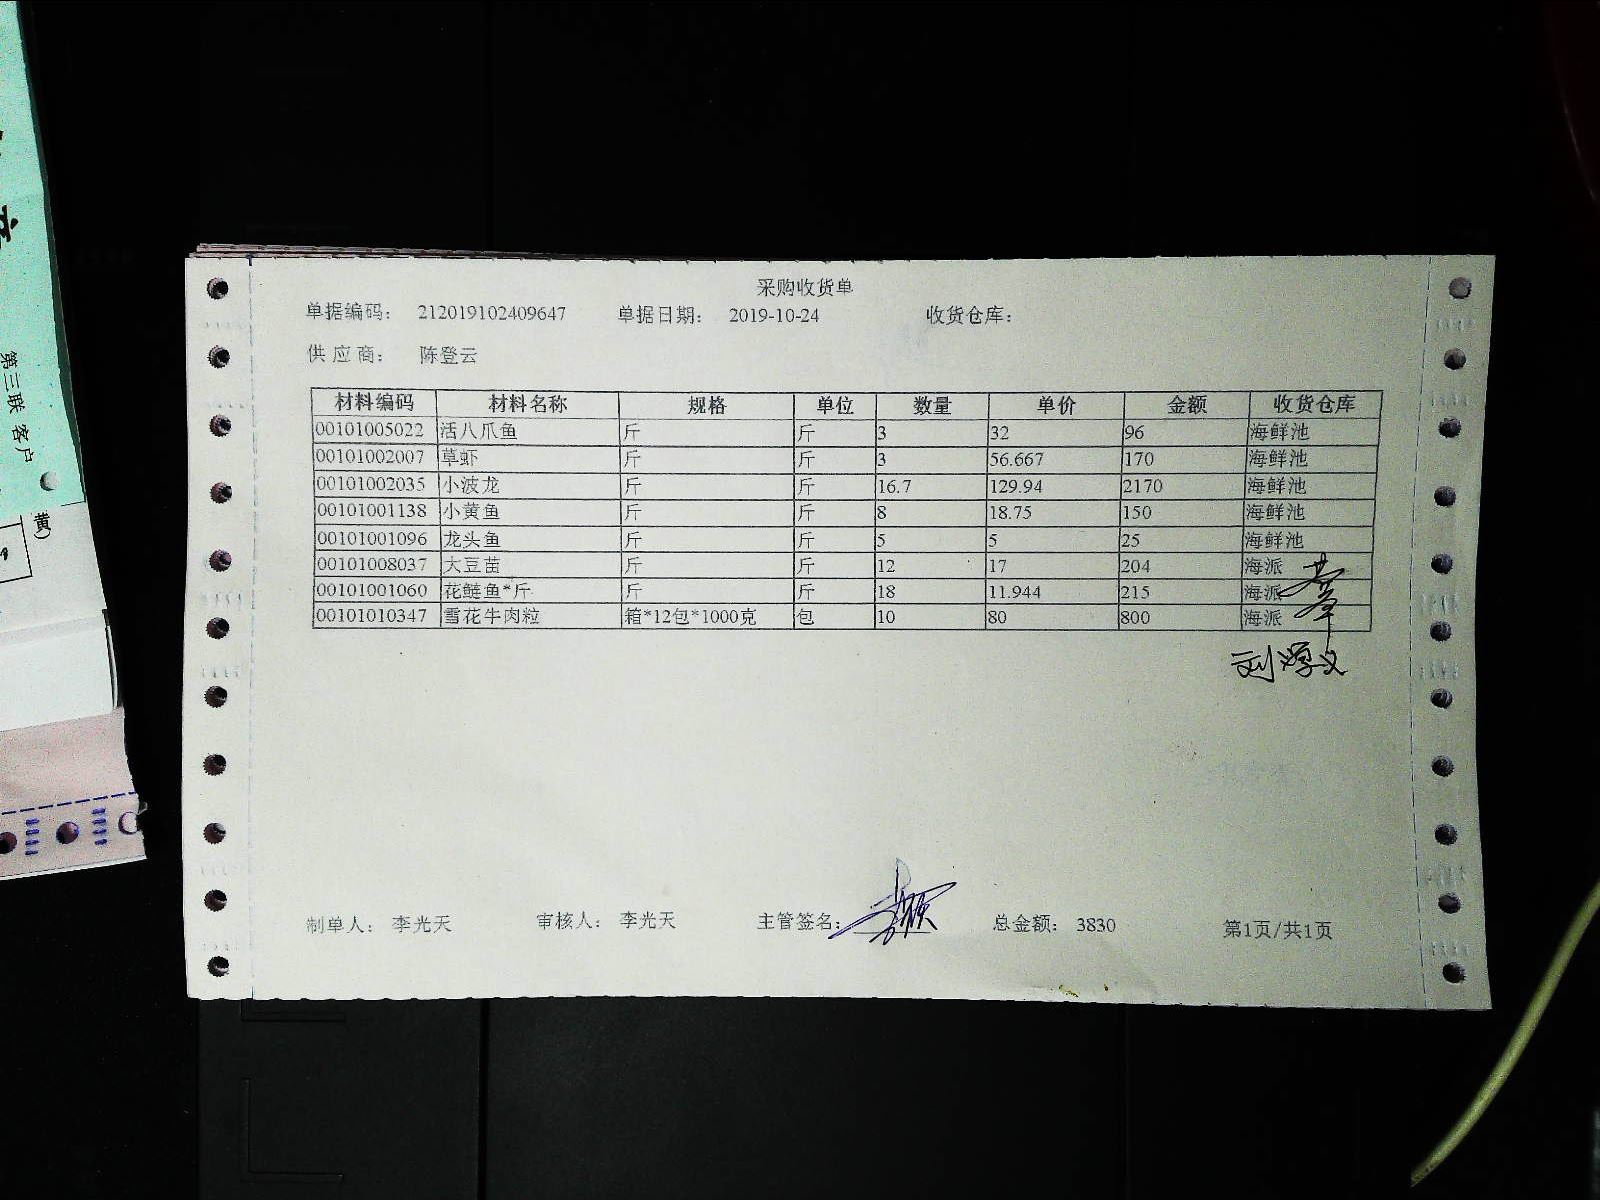 采购收货单
单据编码: 212019102409647 单据日期: 2019-10-24 收货仓库:
供应商: 陈登云
材料编码 材料名称 规格 单位 数量 单价 金额 收货仓库
00101005022 活八爪鱼 斤 斤 3 32 96 海鲜池
00101002007 草虾 斤 斤 3 56.667 170 海鲜池
00101002035 小波龙 斤 斤 16.7 129.94 2170 海鲜池
00101001138 小黄鱼 斤 斤 8 18.75 150 海鲜池
00101001096 龙头鱼 斤 斤 5 5 25 海鲜池
00101008037 大豆苗 斤 斤 12 17 204 海派
00101001060 花鲢鱼*斤 斤 斤 18 11.944 215 海派
00101010347 雪花牛肉粒 箱*12包*1000克 包 10 80 800 海派
制单人: 李光天 审核人: 李光天 主管签名: 总金额: 3830 第1页/共1页
第三联 客户
黄)